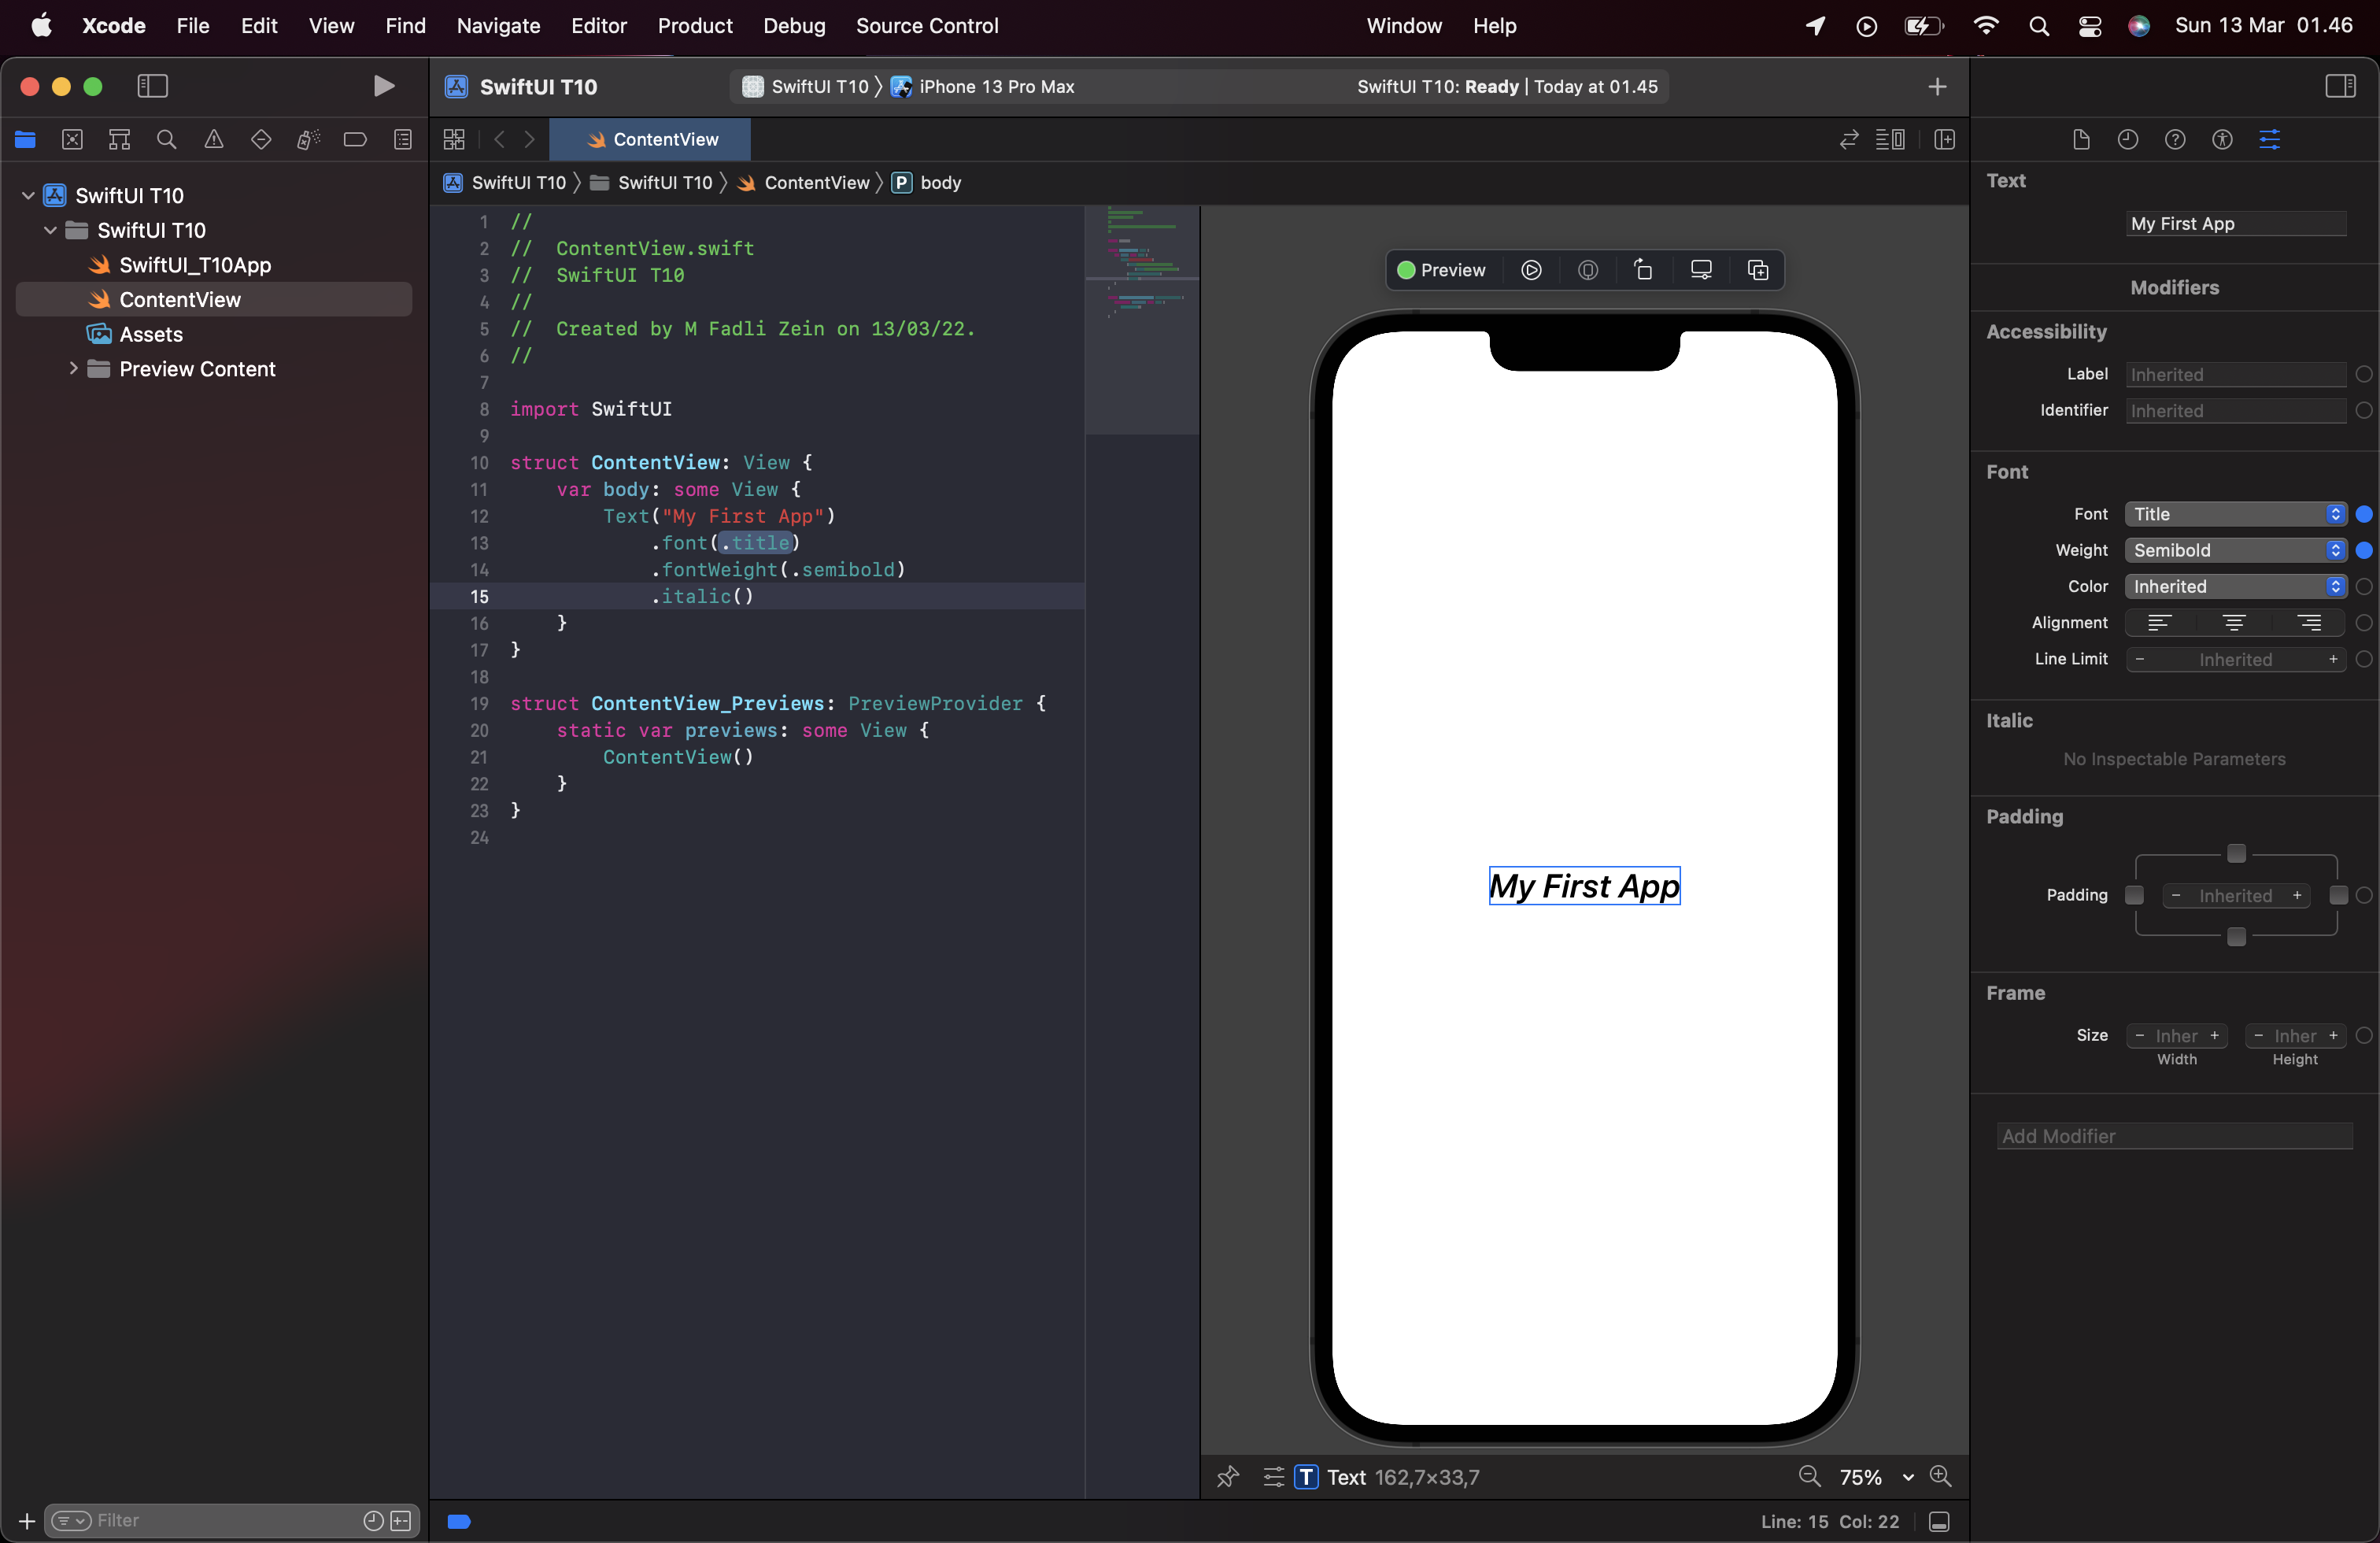 Xcode File Edit View Find Navigate Editor Product Debug Source Control Window Help Sun 13 Mar 01.46
SwiftUI T10
SwiftUI T10 iPhone 13 Pro Max
SwiftUI T10: Ready | Today at 01.45
ContentView
SwiftUI T10 SwiftUI T10 ContentView P body
SwiftUI T10
SwiftUI T10
SwiftUI_T10App
ContentView
Assets
Preview Content
Filter
1 //
2 //  ContentView.swift
3 //  SwiftUI T10
4 //
5 //  Created by M Fadli Zein on 13/03/22.
6 //
7
8 import SwiftUI
9
10 struct ContentView: View {
11     var body: some View {
12         Text("My First App")
13             .font(.title)
14             .fontWeight(.semibold)
15             .italic()
16     }
17 }
18
19 struct ContentView_Previews: PreviewProvider {
20     static var previews: some View {
21         ContentView()
22     }
23 }
24
Preview
My First App
T Text 162,7×33,7
75%
Line: 15 Col: 22
Text
My First App
Modifiers
Accessibility
Label Inherited
Identifier Inherited
Font
Font Title
Weight Semibold
Color Inherited
Alignment
Line Limit − Inherited +
Italic
No Inspectable Parameters
Padding
Padding − Inherited +
Frame
Size − Inher + − Inher +
Width Height
Add Modifier